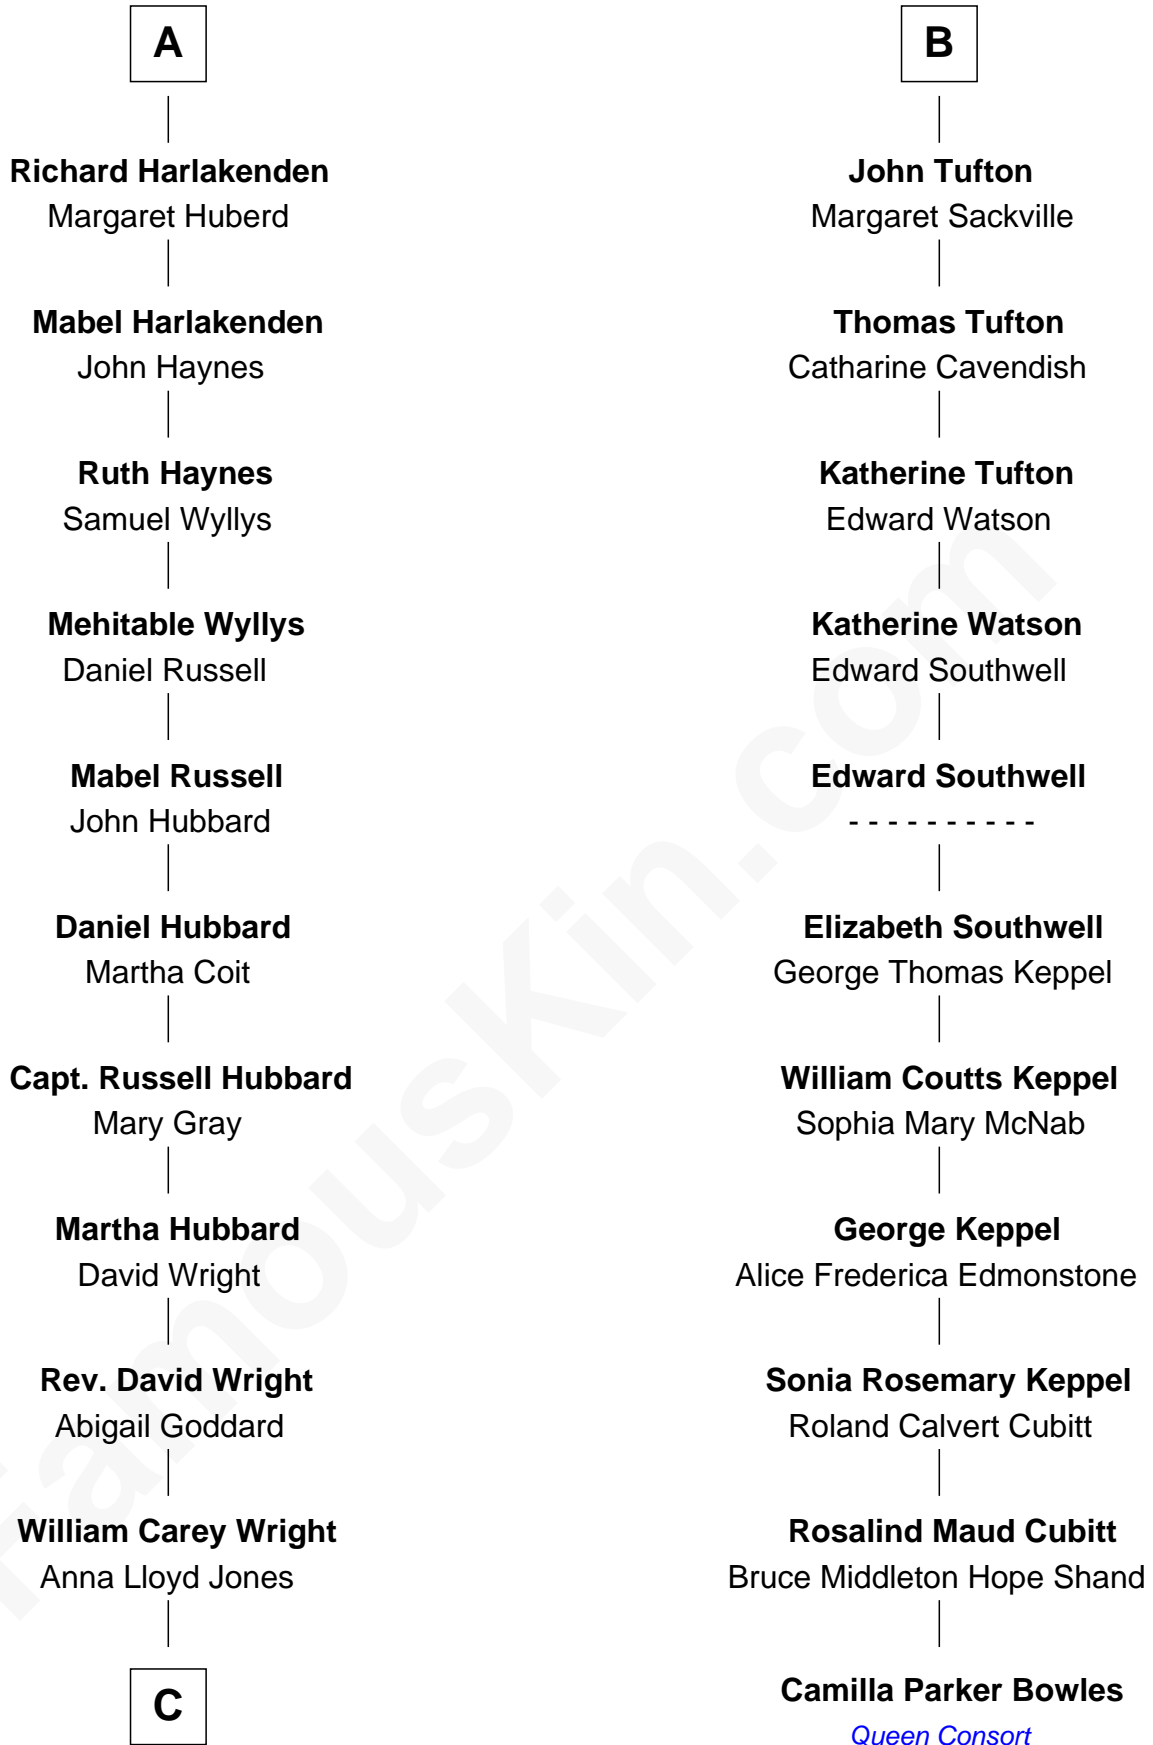 A
Richard Harlakenden
Margaret Huberd
Mabel Harlakenden
John Haynes
Ruth Haynes
Samuel Wyllys
Mehitable Wyllys
Daniel Russell
Mabel Russell
John Hubbard
Daniel Hubbard
Martha Coit
Capt. Russell Hubbard
Mary Gray
Martha Hubbard
David Wright
Rev. David Wright
Abigail Goddard
William Carey Wright
Anna Lloyd Jones
C
B
John Tufton
Margaret Sackville
Thomas Tufton
Catharine Cavendish
Katherine Tufton
Edward Watson
Katherine Watson
Edward Southwell
Edward Southwell
- - - - - - - - - -
Elizabeth Southwell
George Thomas Keppel
William Coutts Keppel
Sophia Mary McNab
George Keppel
Alice Frederica Edmonstone
Sonia Rosemary Keppel
Roland Calvert Cubitt
Rosalind Maud Cubitt
Bruce Middleton Hope Shand
Camilla Parker Bowles
Queen Consort
FamousKin.com